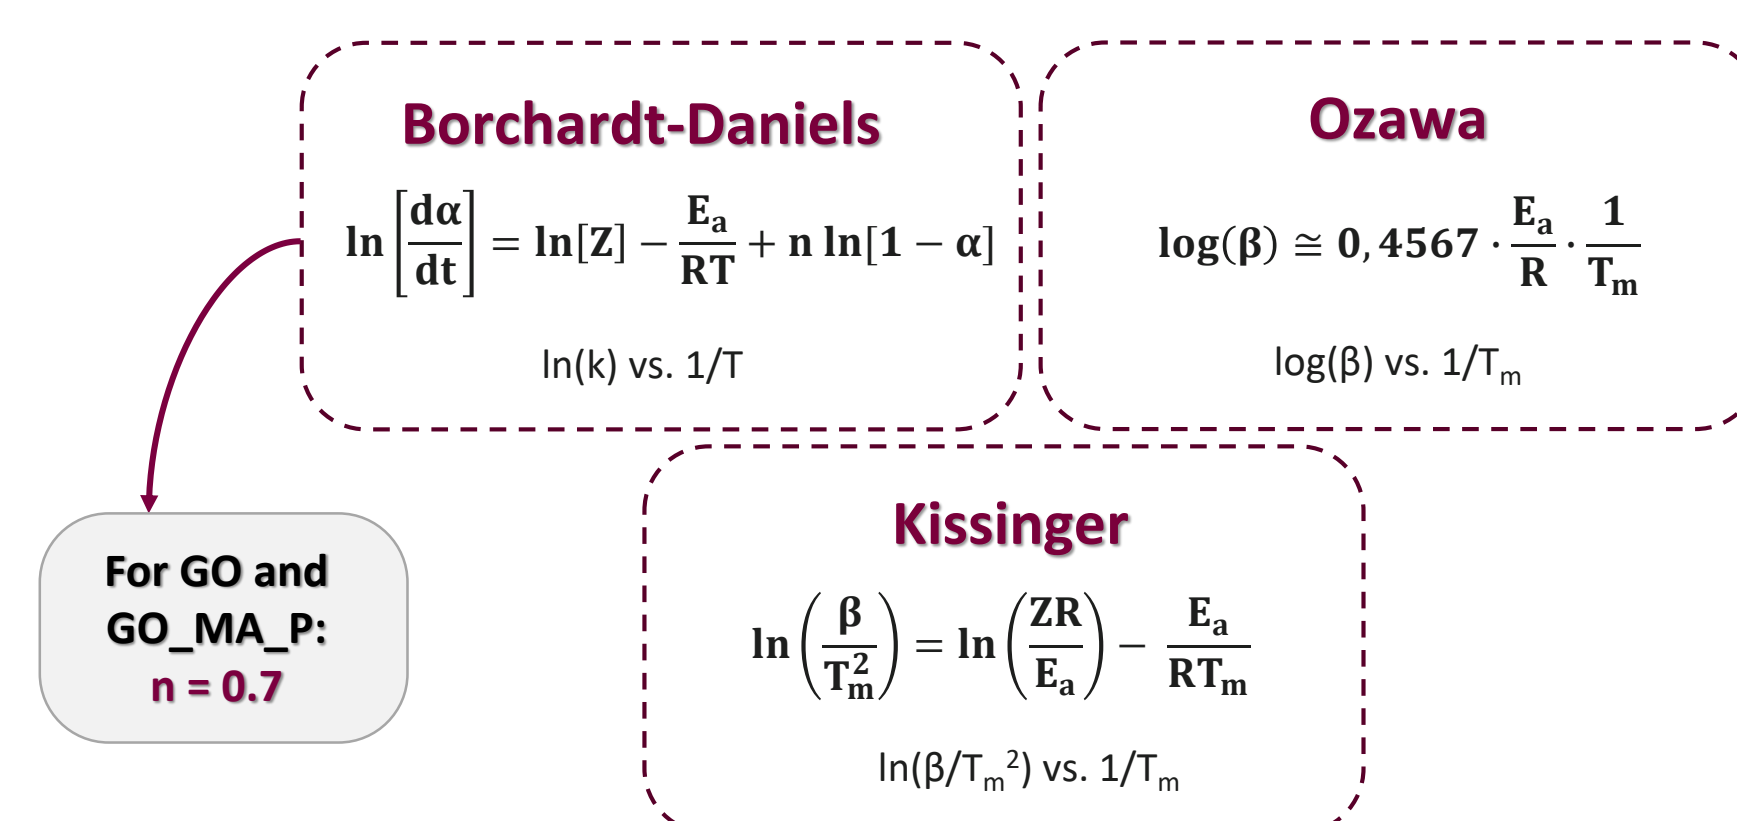 Borchardt-Daniels
ln[dα/dt] = ln[Z] − Eₐ/RT + n ln[1 − α]
ln(k) vs. 1/T
Ozawa
log(β) ≅ 0,4567 · Eₐ/R · 1/Tₘ
log(β) vs. 1/Tₘ
For GO and
GO_MA_P:
n = 0.7
Kissinger
ln(β/Tₘ²) = ln(ZR/Eₐ) − Eₐ/RTₘ
ln(β/Tₘ²) vs. 1/Tₘ